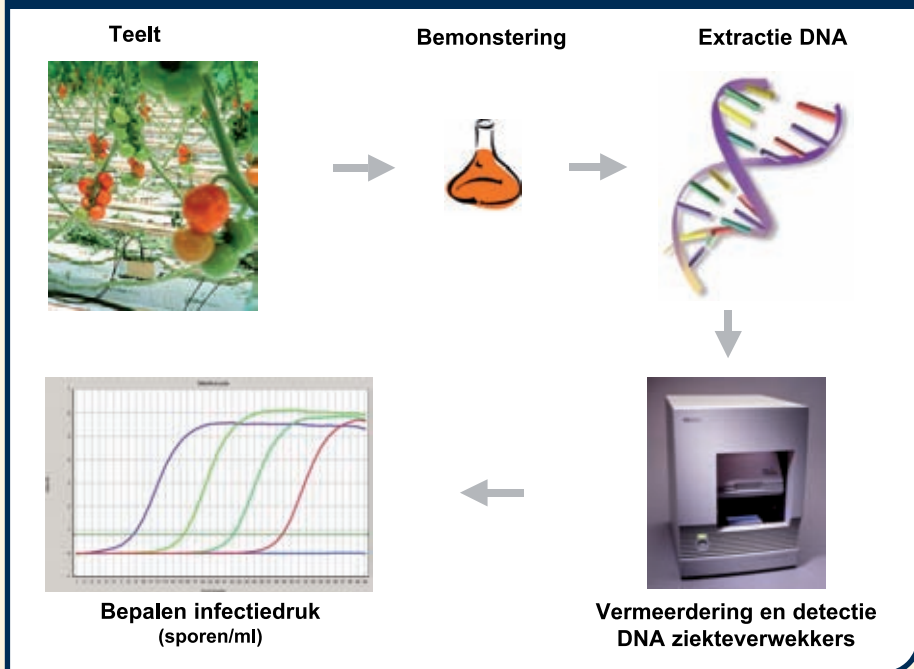 Teelt
Bemonstering
Extractie DNA
Bepalen infectiedruk
(sporen/ml)
Vermeerdering en detectie
DNA ziekteverwekkers